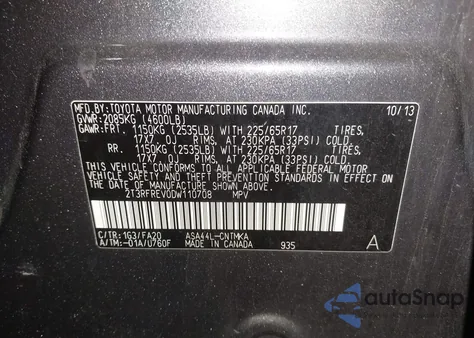 MFD. BY: TOYOTA MOTOR MANUFACTURING CANADA INC. 10/13
GVWR: 2085KG (4600LB)
GAWR: FRT. 1150KG (2535LB) WITH 225/65R17 TIRES,
17X7. 0J RIMS, AT 230KPA (33PSI) COLD.
RR. 1150KG (2535LB) WITH 225/65R17 TIRES,
17X7. 0J RIMS, AT 230KPA (33PSI) COLD.
THIS VEHICLE CONFORMS TO ALL APPLICABLE FEDERAL MOTOR
VEHICLE SAFETY AND THEFT PREVENTION STANDARDS IN
EFFECT ON THE DATE OF MANUFACTURE SHOWN ABOVE.
2T3RFREV0DW110708 MPV
C/TR: 1G3/FA20 ASA44L-CNTMKA
A/TM: -01A/U760F MADE IN CANADA 935 A
autoSnap